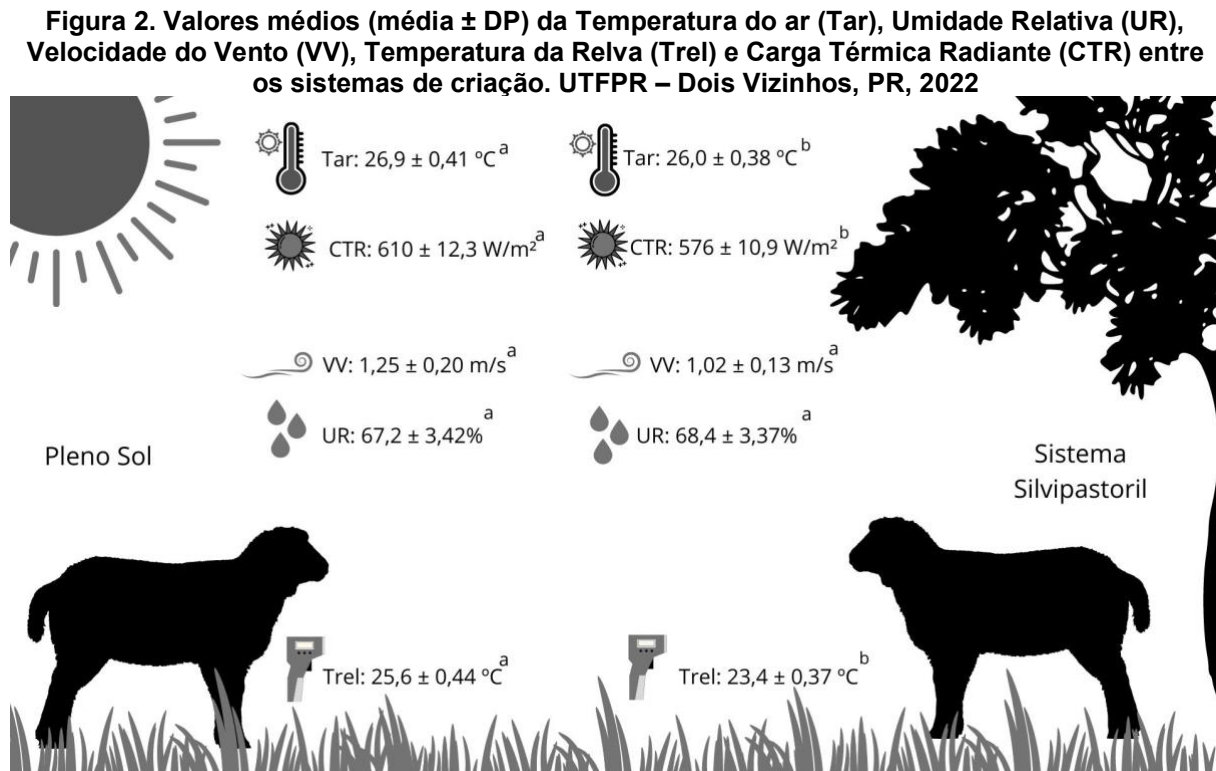 Figura 2. Valores médios (média ± DP) da Temperatura do ar (Tar), Umidade Relativa (UR),
Velocidade do Vento (VV), Temperatura da Relva (Trel) e Carga Térmica Radiante (CTR) entre
os sistemas de criação. UTFPR – Dois Vizinhos, PR, 2022
Tar: 26,9 ± 0,41 ºC a
Tar: 26,0 ± 0,38 ºC b
CTR: 610 ± 12,3 W/m² a
CTR: 576 ± 10,9 W/m² b
VV: 1,25 ± 0,20 m/s a
VV: 1,02 ± 0,13 m/s a
UR: 67,2 ± 3,42% a
UR: 68,4 ± 3,37% a
Pleno Sol
Sistema
Silvipastoril
Trel: 25,6 ± 0,44 ºC a
Trel: 23,4 ± 0,37 ºC b